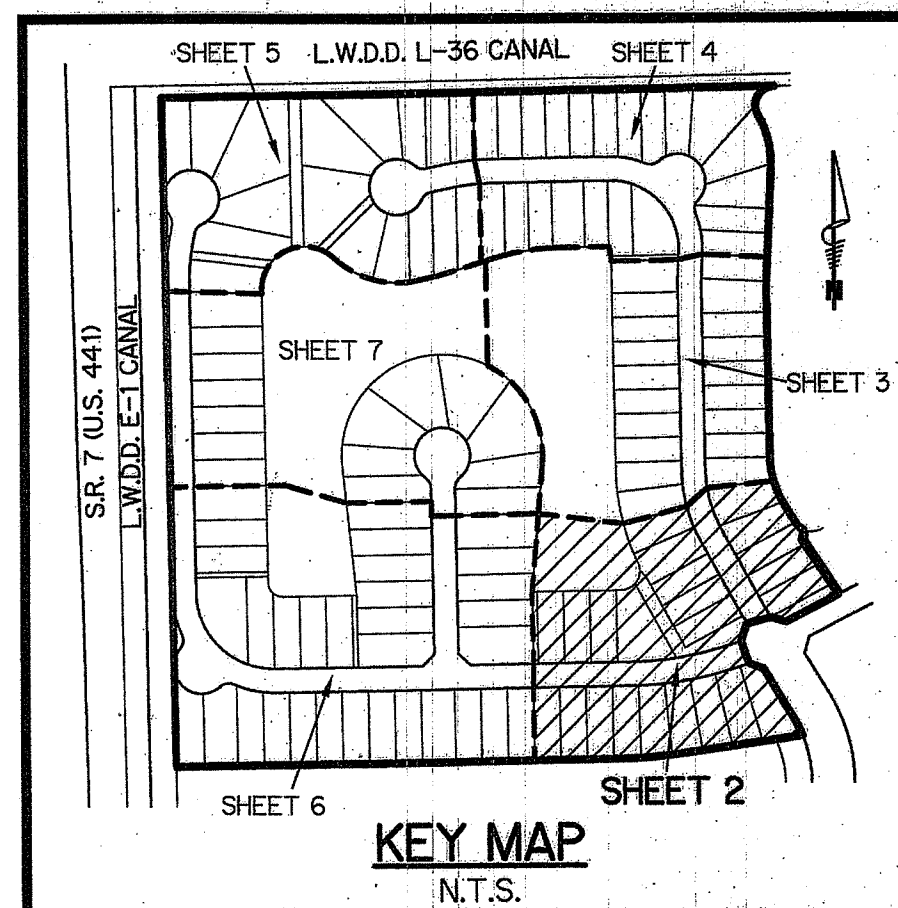 SHEET 5 L.W.D.D. L-36 CANAL SHEET 4
N
S.R. 7 (U.S. 441)
L.W.D.D. E-1 CANAL
SHEET 7
SHEET 3
SHEET 6
SHEET 2
KEY MAP
N.T.S.